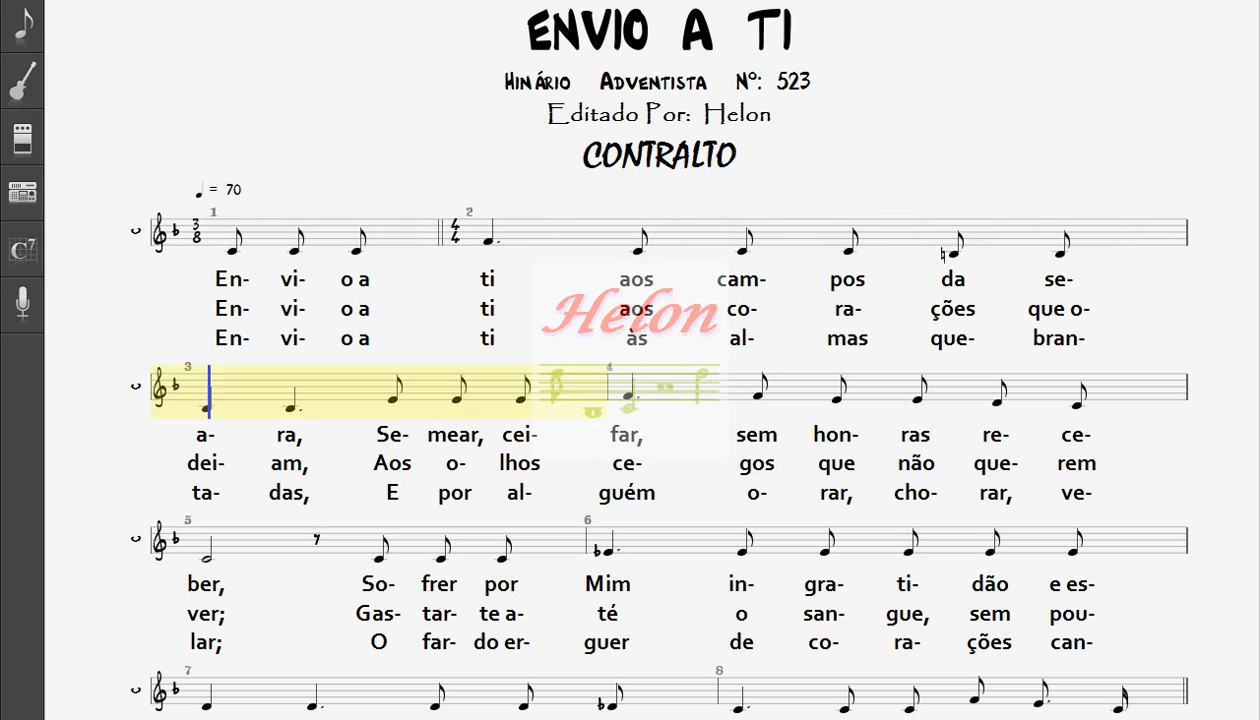 ENVIO A TI
HINÁRIO ADVENTISTA Nº: 523
Editado Por: Helon
CONTRALTO
= 70
1 2
3 8 4 4
En- vi- o a ti aos cam- pos da se-
En- vi- o a ti aos co- ra- ções que o-
En- vi- o a ti às al- mas que- bran-
Helon
C7
3 4
a- ra, Se- mear, cei- far, sem hon- ras re- ce-
dei- am, Aos o- lhos ce- gos que não que- rem
ta- das, E por al- guém o- rar, cho- rar, ve-
5 6
ber, So- frer por Mim in- gra- ti- dão e es-
ver; Gas- tar- te a- té o san- gue, sem pou-
lar; O far- do er- guer de co- ra- ções can-
7 8